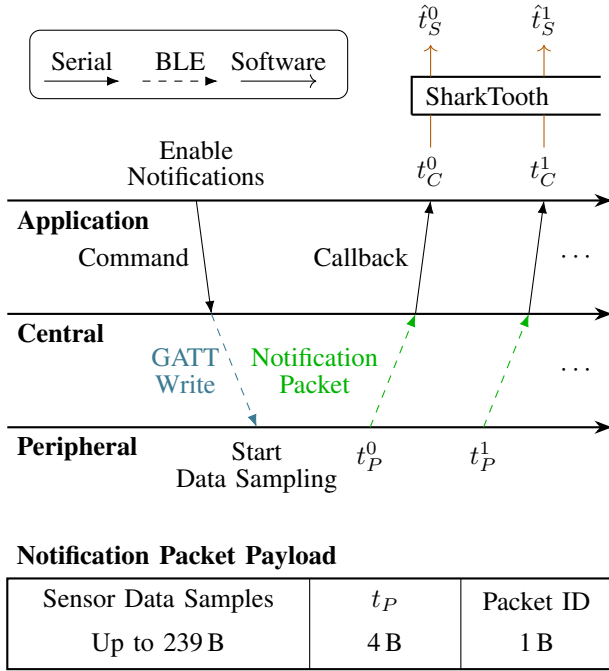 t̂_S^0 t̂_S^1
Serial BLE Software
SharkTooth
Enable
Notifications
t_C^0 t_C^1
Application
Command Callback ...
Central
GATT
Write
Notification
Packet
...
Peripheral
Start
Data Sampling
t_P^0 t_P^1
Notification Packet Payload
Sensor Data Samples t_P Packet ID
Up to 239 B 4 B 1 B